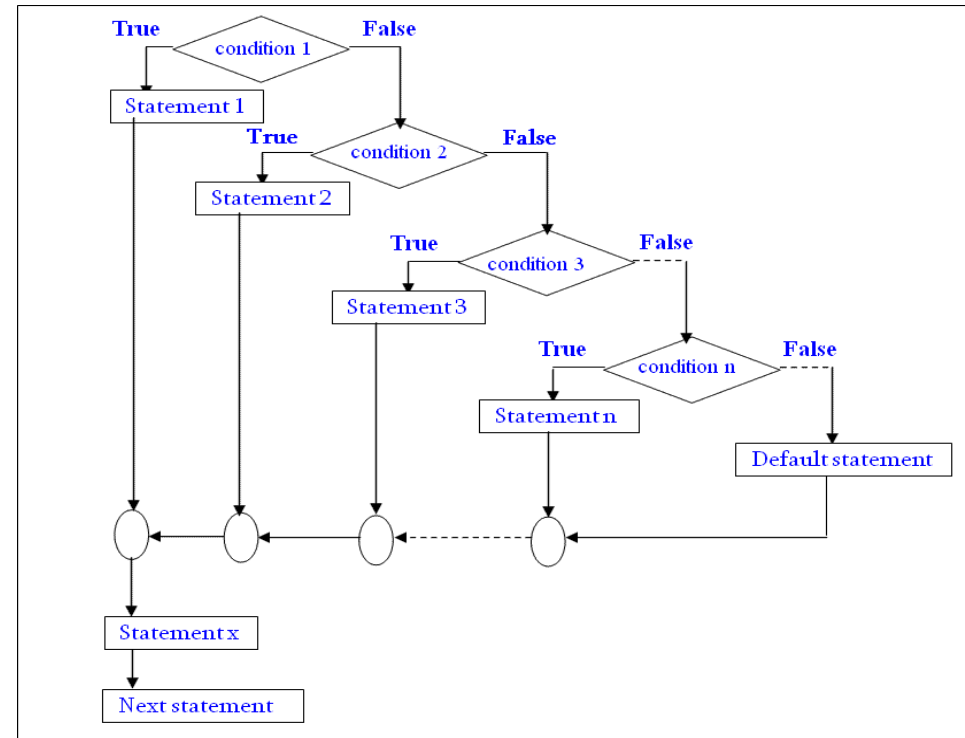 True
False
condition 1
Statement 1
True
False
condition 2
Statement 2
True
False
condition 3
Statement 3
True
False
condition n
Statement n
Default statement
Statement x
Next statement